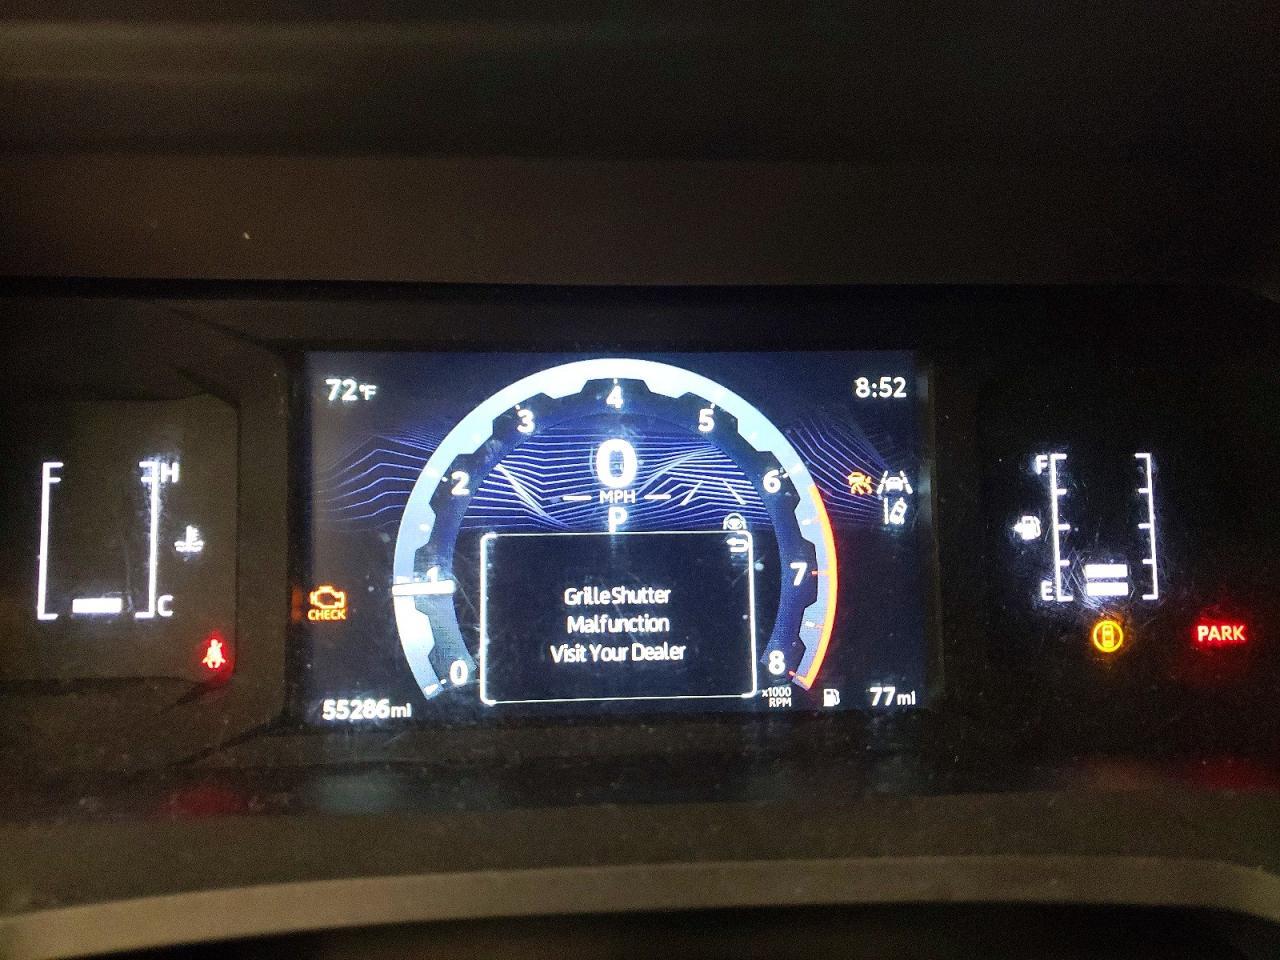 72°F
8:52
0
1
2
3
4
5
6
7
8
0
MPH
P
Grille Shutter
Malfunction
Visit Your Dealer
x1000
RPM
H
C
F
E
CHECK
PARK
55286mi
77mi